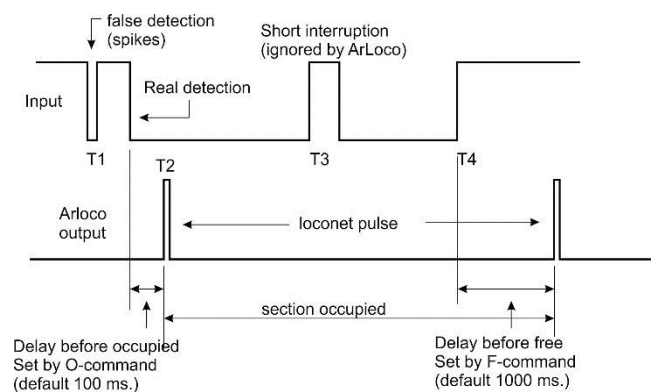 false detection
(spikes)
Short interruption
(ignored by ArLoco)
Real detection
Input
T1
T2
T3
T4
Arloco
output
loconet pulse
section occupied
Delay before occupied
Set by O-command
(default 100 ms.)
Delay before free
Set by F-command
(default 1000 ms.)